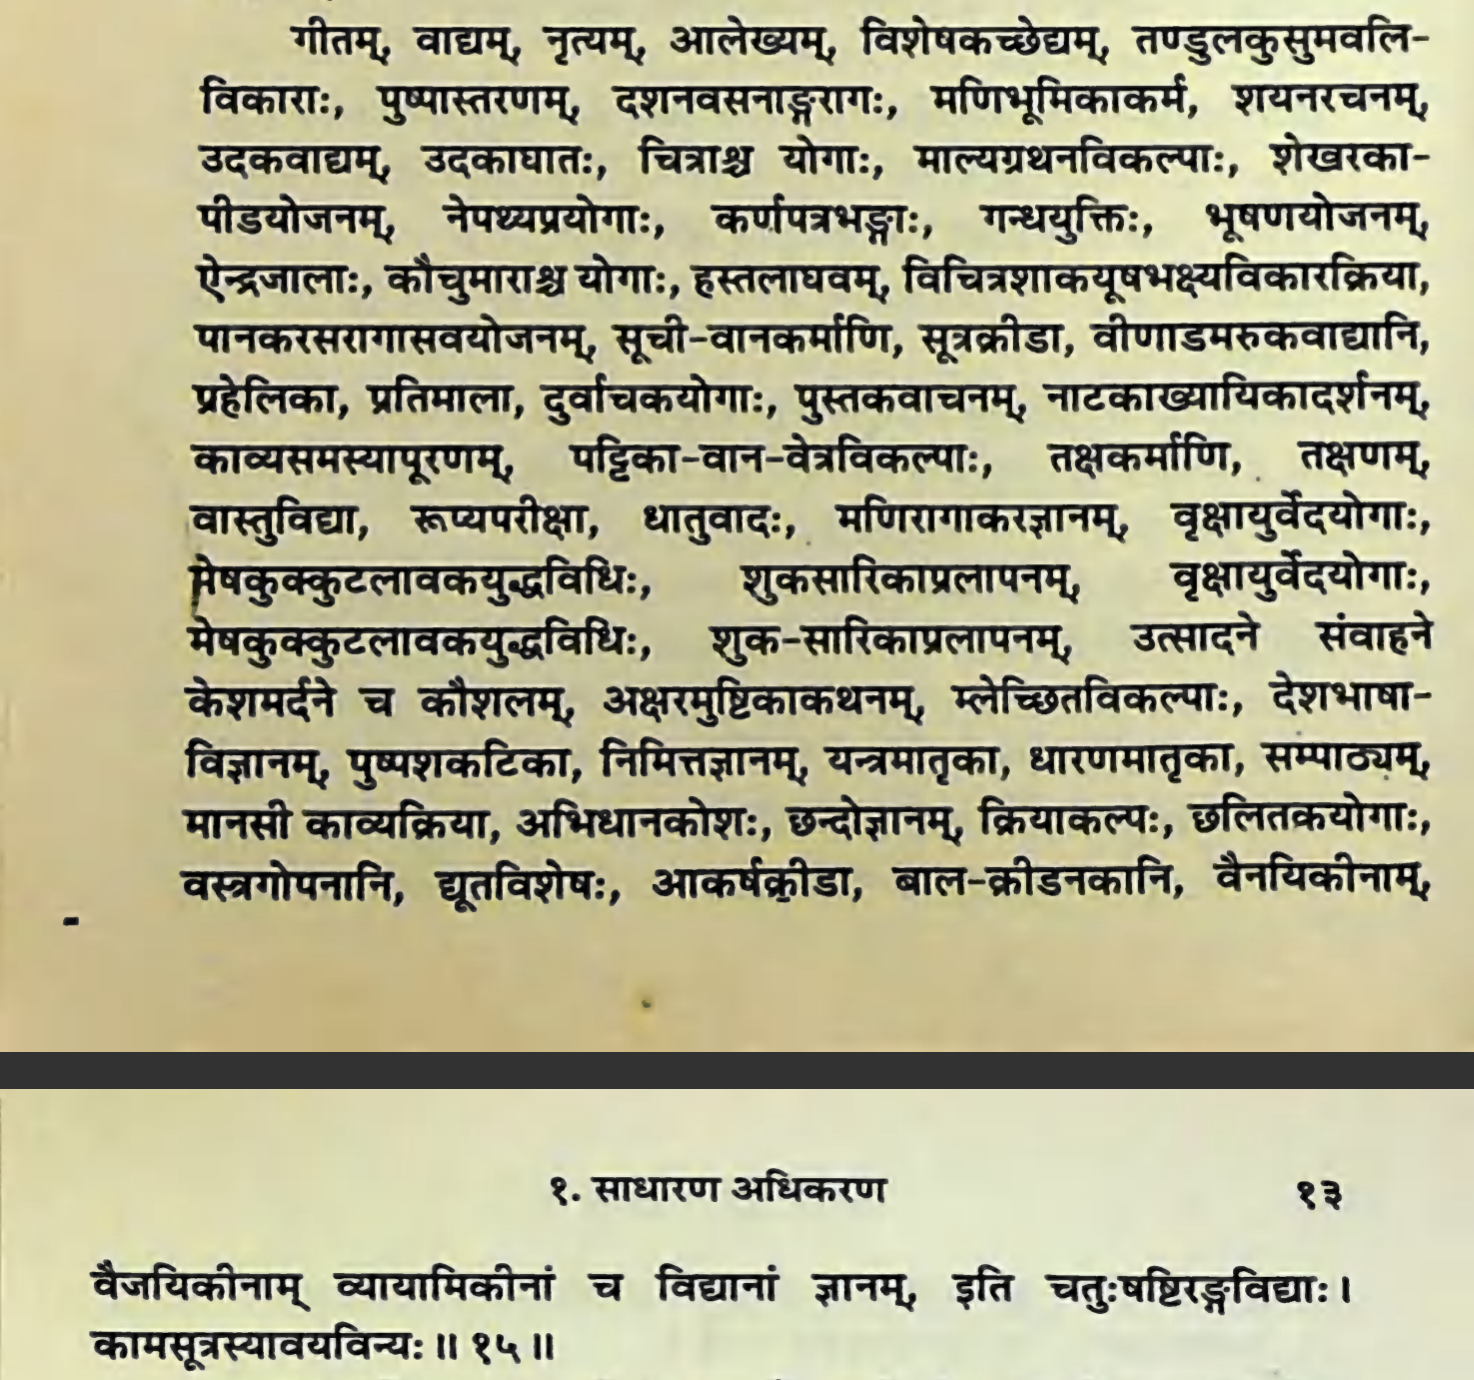 गीतम्, वाद्यम्, नृत्यम्, आलेख्यम्, विशेषकच्छेद्यम्, तण्डुलकुसुमवलि-
विकाराः, पुष्पास्तरणम्, दशनवसनाङ्गरागः, मणिभूमिकाकर्म, शयनरचनम्,
उदकवाद्यम्, उदकाघातः, चित्राश्च योगाः, माल्यग्रथनविकल्पाः, शेखरका-
पीडयोजनम्, नेपथ्यप्रयोगाः, कर्णपत्रभङ्गाः, गन्धयुक्तिः, भूषणयोजनम्,
ऐन्द्रजालाः, कौचुमाराश्च योगाः, हस्तलाघवम्, विचित्रशाकयूषभक्ष्यविकारक्रिया,
पानकरसरागासवयोजनम्, सूची-वानकर्माणि, सूत्रक्रीडा, वीणाडमरुकवाद्यानि,
प्रहेलिका, प्रतिमाला, दुर्वाचकयोगाः, पुस्तकवाचनम्, नाटकाख्यायिकादर्शनम्,
काव्यसमस्यापूरणम्, पट्टिका-वान-वेत्रविकल्पाः, तक्षकर्माणि, तक्षणम्,
वास्तुविद्या, रूप्यपरीक्षा, धातुवादः, मणिरागाकरज्ञानम्, वृक्षायुर्वेदयोगाः,
मेषकुक्कुटलावकयुद्धविधिः, शुकसारिकाप्रलापनम्, वृक्षायुर्वेदयोगाः,
मेषकुक्कुटलावकयुद्धविधिः, शुक-सारिकाप्रलापनम्, उत्सादने संवाहने
केशमर्दने च कौशलम्, अक्षरमुष्टिकाकथनम्, म्लेच्छितविकल्पाः, देशभाषा-
विज्ञानम्, पुष्पशकटिका, निमित्तज्ञानम्, यन्त्रमातृका, धारणमातृका, सम्पाठ्यम्,
मानसी काव्यक्रिया, अभिधानकोशः, छन्दोज्ञानम्, क्रियाकल्पः, छलितकयोगाः,
वस्त्रगोपनानि, द्यूतविशेषः, आकर्षक्रीडा, बाल-क्रीडनकानि, वैनयिकीनाम्,
१. साधारण अधिकरण १३
वैजयिकीनाम् व्यायामिकीनां च विद्यानां ज्ञानम्, इति चतुःषष्टिरङ्गविद्याः।
कामसूत्रस्यावयविन्यः॥ १५॥